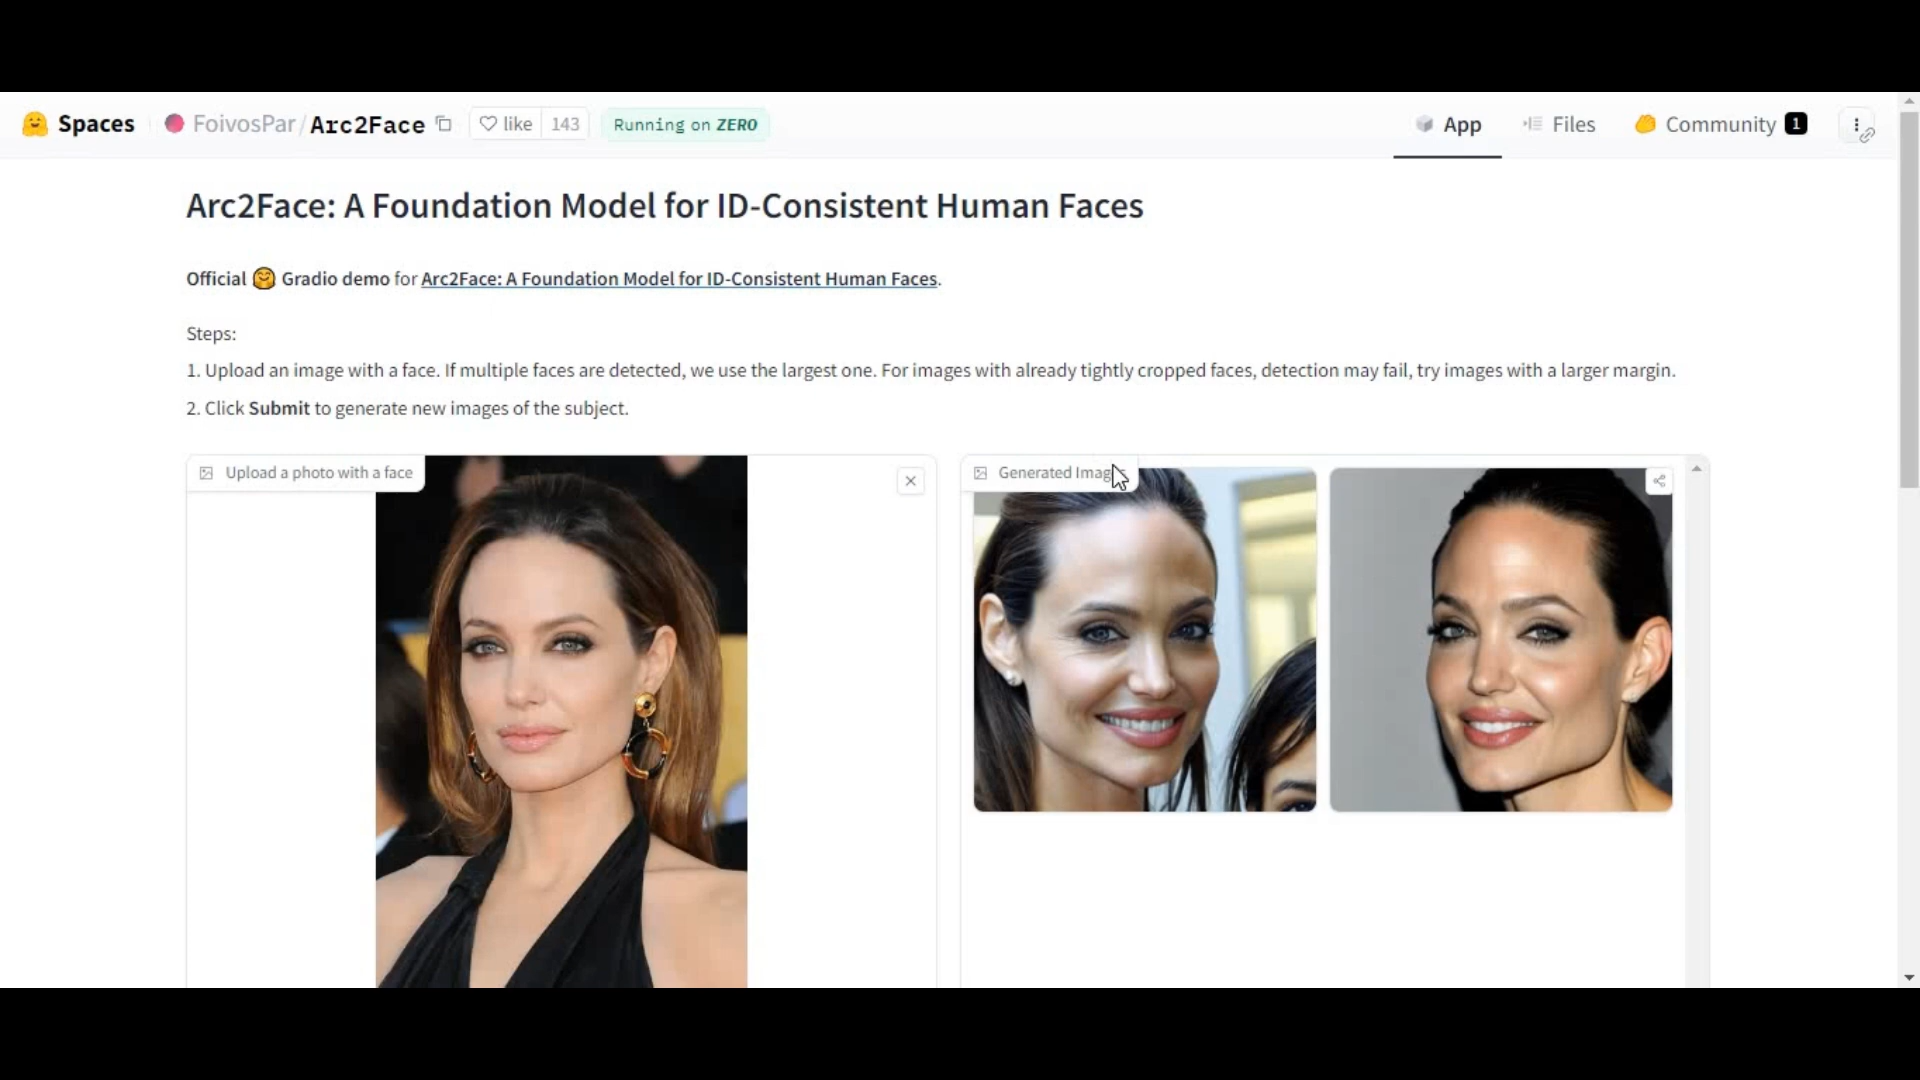 Spaces
FoivosPar/Arc2Face
like 143
Running on ZERO
App
Files
Community 1
Arc2Face: A Foundation Model for ID-Consistent Human Faces
Official 🤗 Gradio demo for Arc2Face: A Foundation Model for ID-Consistent Human Faces.
Steps:
1. Upload an image with a face. If multiple faces are detected, we use the largest one. For images with already tightly cropped faces, detection may fail, try images with a larger margin.
2. Click Submit to generate new images of the subject.
Upload a photo with a face
Generated